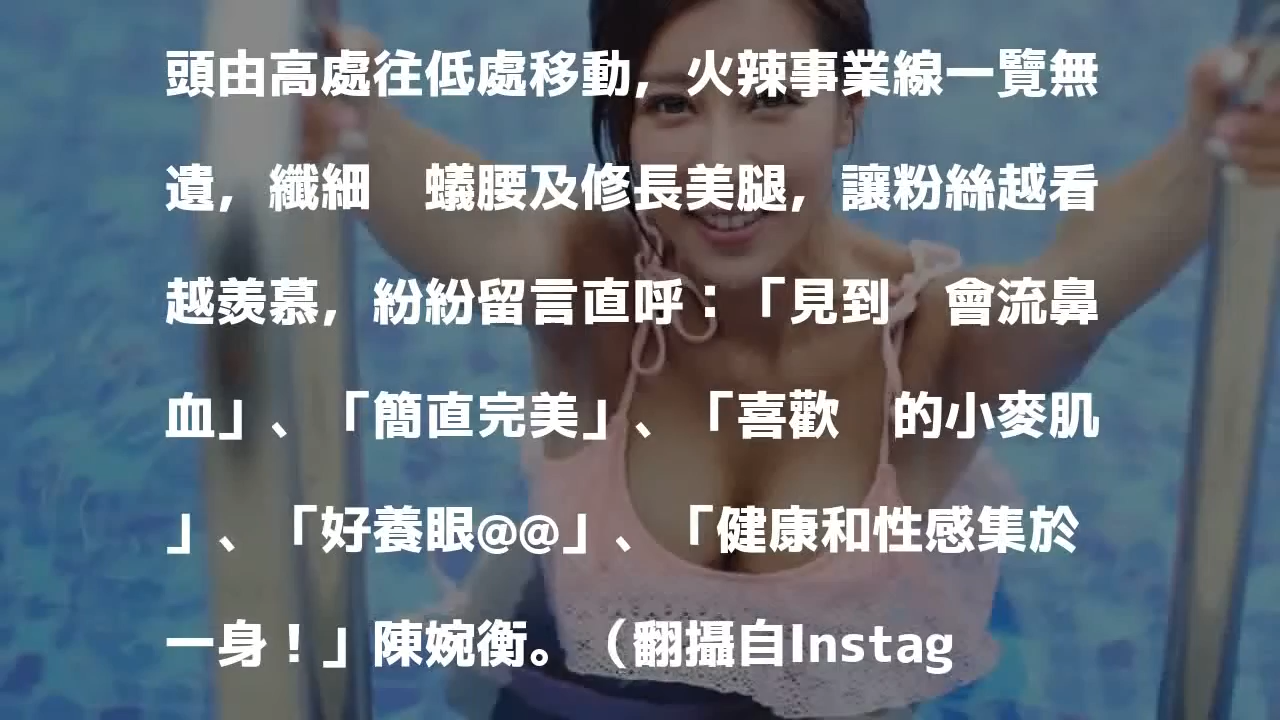 頭由高處往低處移動，火辣事業線一覽無
遺，纖細　蟻腰及修長美腿，讓粉絲越看
越羨慕，紛紛留言直呼：「見到　會流鼻
血」、「簡直完美」、「喜歡　的小麥肌
」、「好養眼@@」、「健康和性感集於
一身！」陳婉衡。（翻攝自Instag